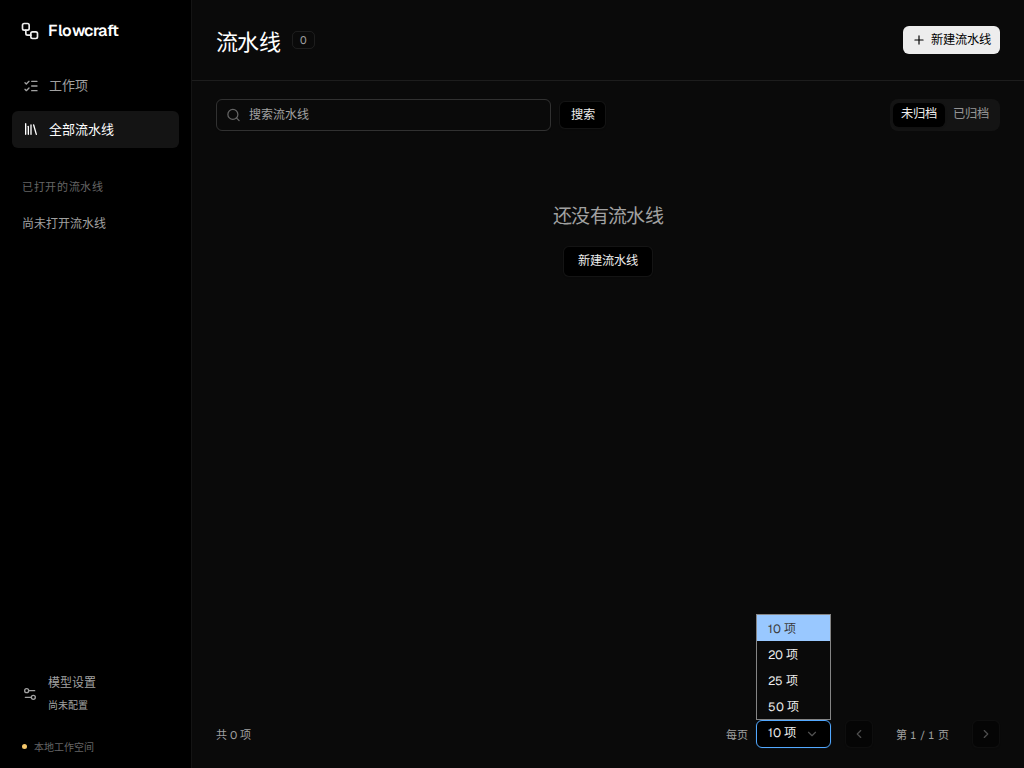 Flowcraft
工作项
全部流水线
已打开的流水线
尚未打开流水线
模型设置
尚未配置
本地工作空间
流水线 0
新建流水线
搜索流水线
搜索
未归档 已归档
还没有流水线
新建流水线
10 项
20 项
25 项
50 项
共 0 项
每页 10 项
第 1 / 1 页